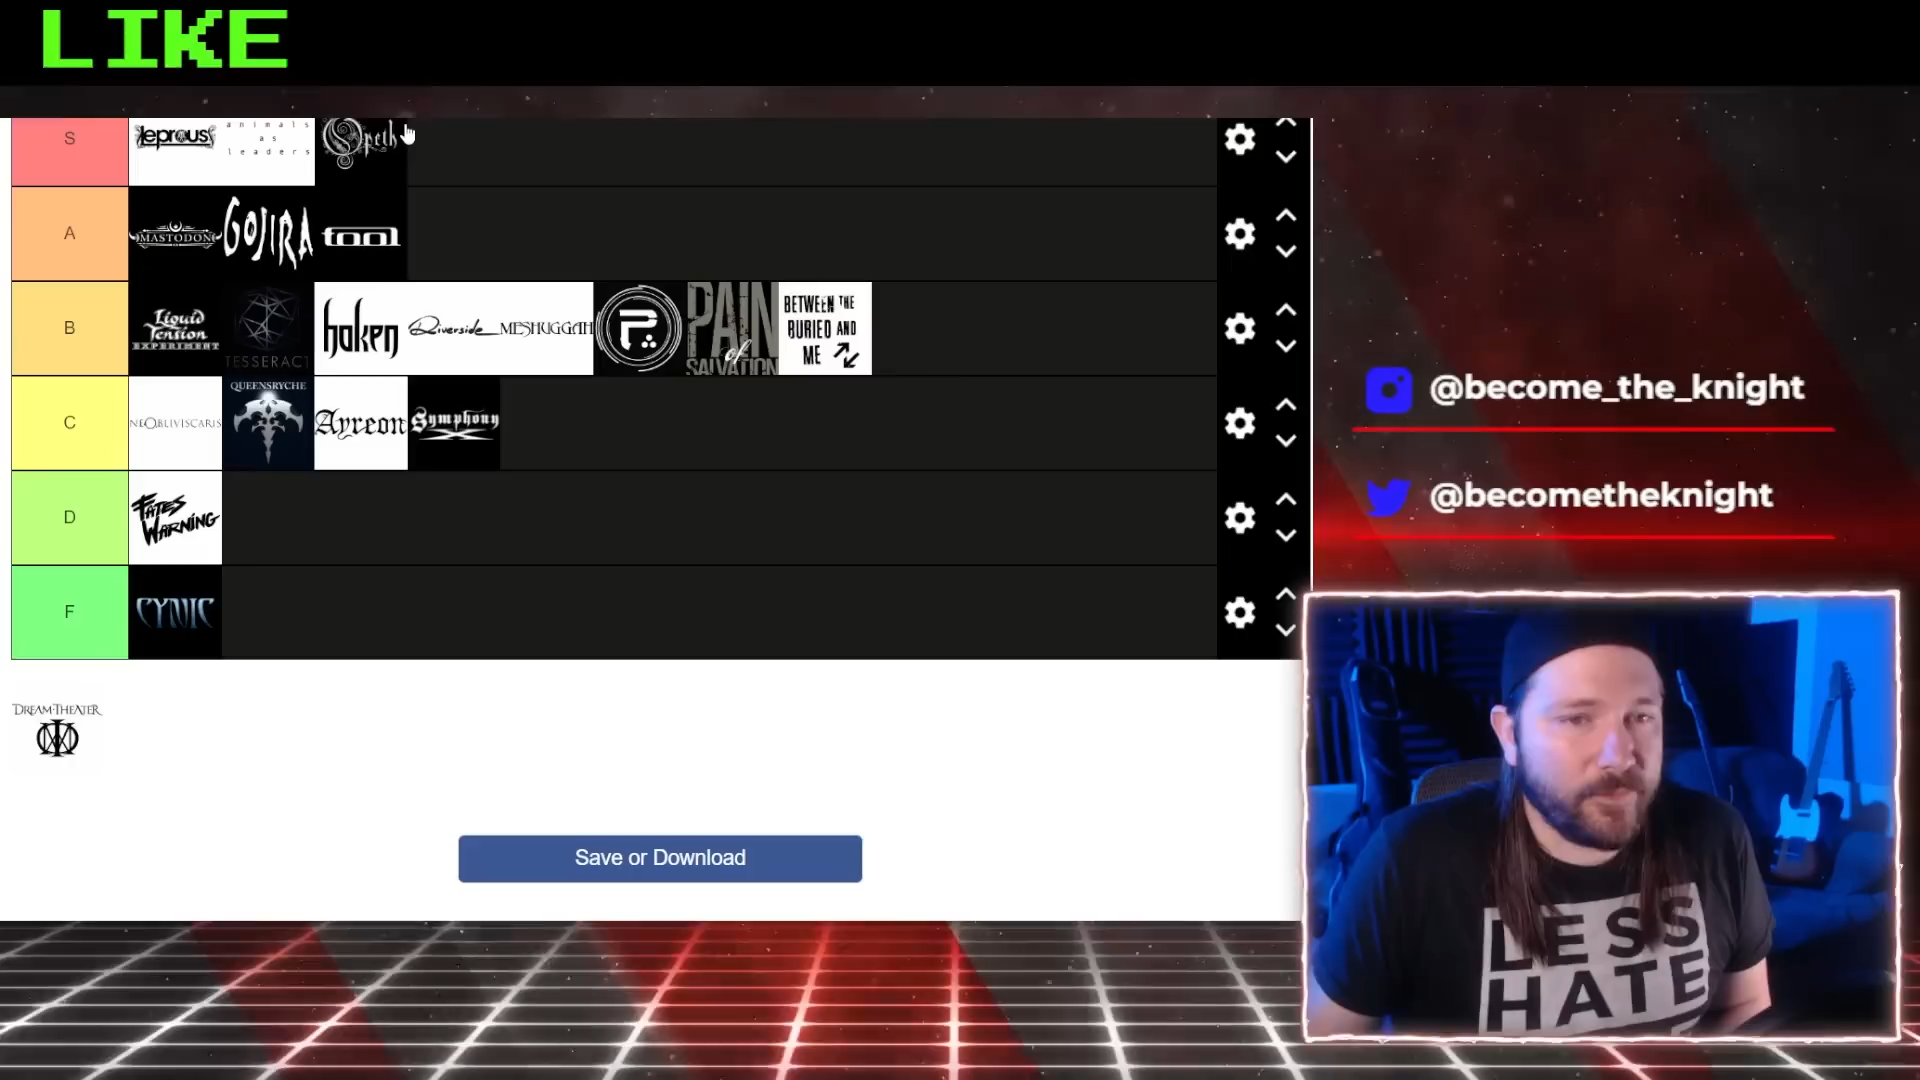 LIKE
S
leprous
animals
as
leaders
Opeth
A
MASTODON
GOJIRA
TOOL
B
Liquid
Tension
EXPERIMENT
TESSERACT
haken
Riverside
MESHUGGAH
P
PAIN
of
SALVATION
BETWEEN THE
BURIED AND
ME
C
NE OBLIVISCARIS
QUEENSRYCHE
Ayreon
Symphony
X
D
FATES
WARNING
F
CYNIC
DREAM THEATER
Save or Download
@become_the_knight
@becometheknight
LESS
HATE